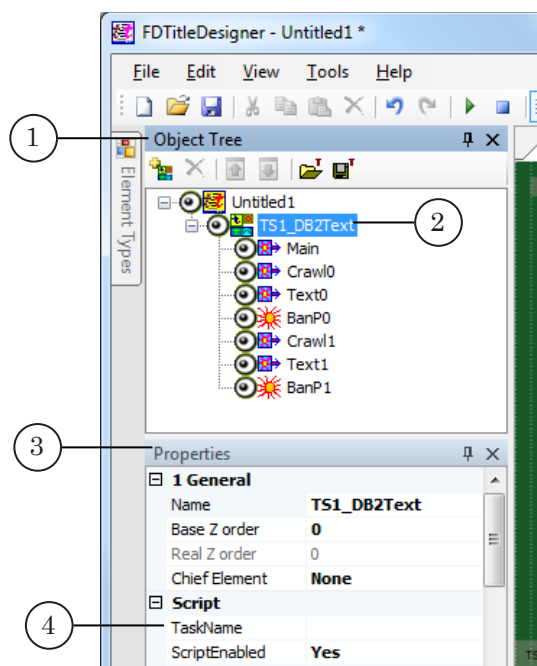 FDTitleDesigner - Untitled1 *
File Edit View Tools Help
1
Object Tree
Element Types
Untitled1
TS1_DB2Text
2
Main
Crawl0
Text0
BanP0
Crawl1
Text1
BanP1
3
Properties
1 General
Name TS1_DB2Text
Base Z order 0
Real Z order 0
Chief Element None
Script
4
TaskName
ScriptEnabled Yes
TS